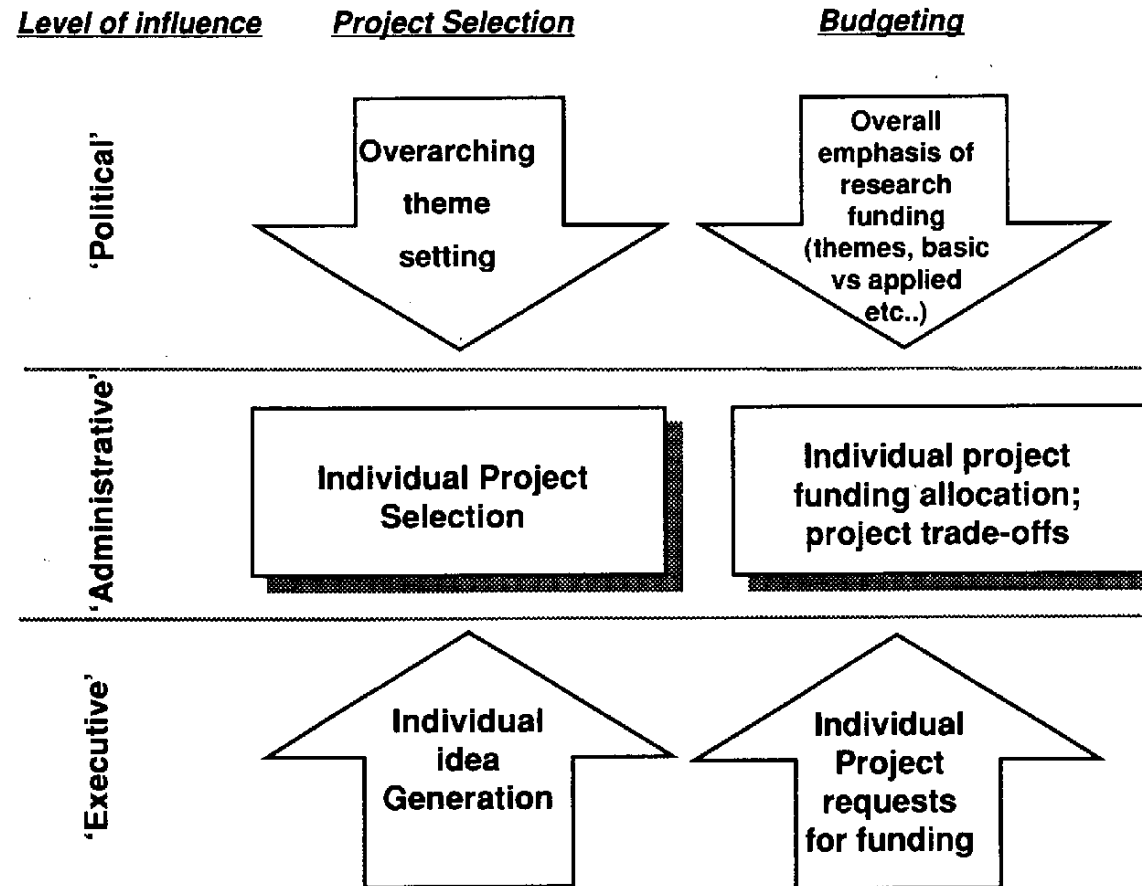 Level of influence Project Selection Budgeting
'Political'
Overarching
theme
setting
Overall
emphasis of
research
funding
(themes, basic
vs applied
etc..)
'Administrative'
Individual Project
Selection
Individual project
funding allocation;
project trade-offs
'Executive'
Individual
idea
Generation
Individual
Project
requests
for funding